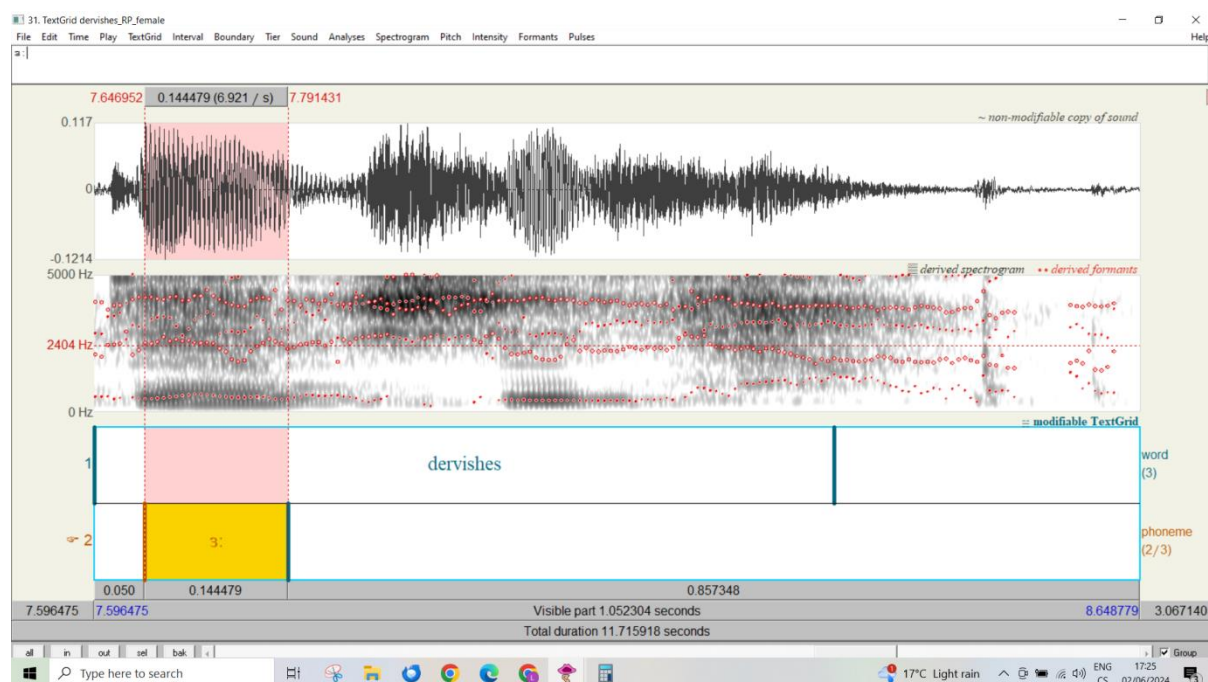 31. TextGrid dervishes_RP_female
File Edit Time Play TextGrid Interval Boundary Tier Sound Analyses Spectrogram Pitch Intensity Formants Pulses Help
ɜː
7.646952 0.144479 (6.921 / s) 7.791431
0.117
~ non-modifiable copy of sound
0
-0.1214
5000 Hz
derived spectrogram •• derived formants
2404 Hz
0 Hz
modifiable TextGrid
1 dervishes word
(3)
2 ɜː phoneme
(2/3)
0.050 0.144479 0.857348
7.596475 7.596475 Visible part 1.052304 seconds 8.648779 3.067140
Total duration 11.715918 seconds
all in out sel bak Group
Type here to search 17°C Light rain ENG 17:25
CS 02/06/2024
3